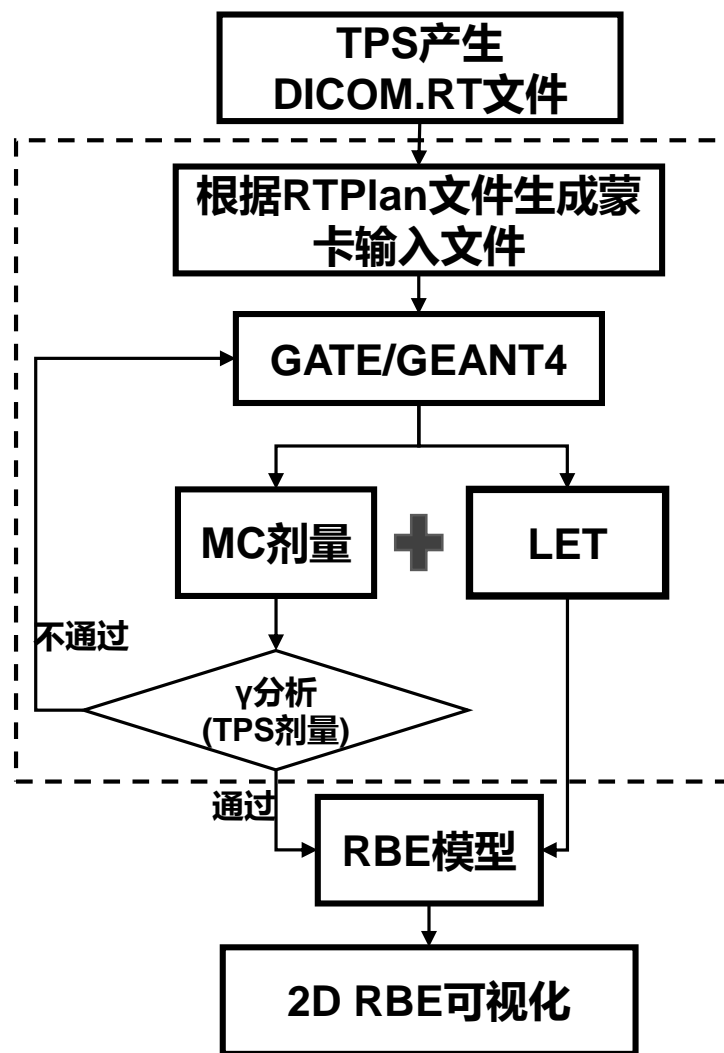 TPS产生
DICOM.RT文件
根据RTPlan文件生成蒙
卡输入文件
GATE/GEANT4
MC剂量
LET
不通过
γ分析
(TPS剂量)
通过
RBE模型
2D RBE可视化